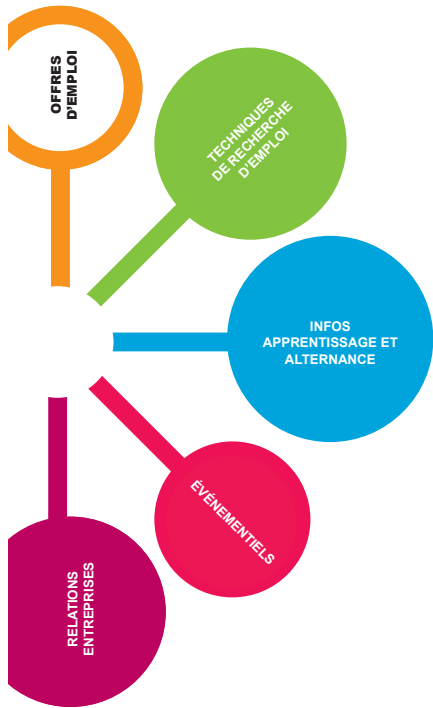 OFFRES
D'EMPLOI
TECHNIQUES
DE RECHERCHE
D'EMPLOI
INFOS
APPRENTISSAGE ET
ALTERNANCE
ÉVÉNEMENTIELS
RELATIONS
ENTREPRISES